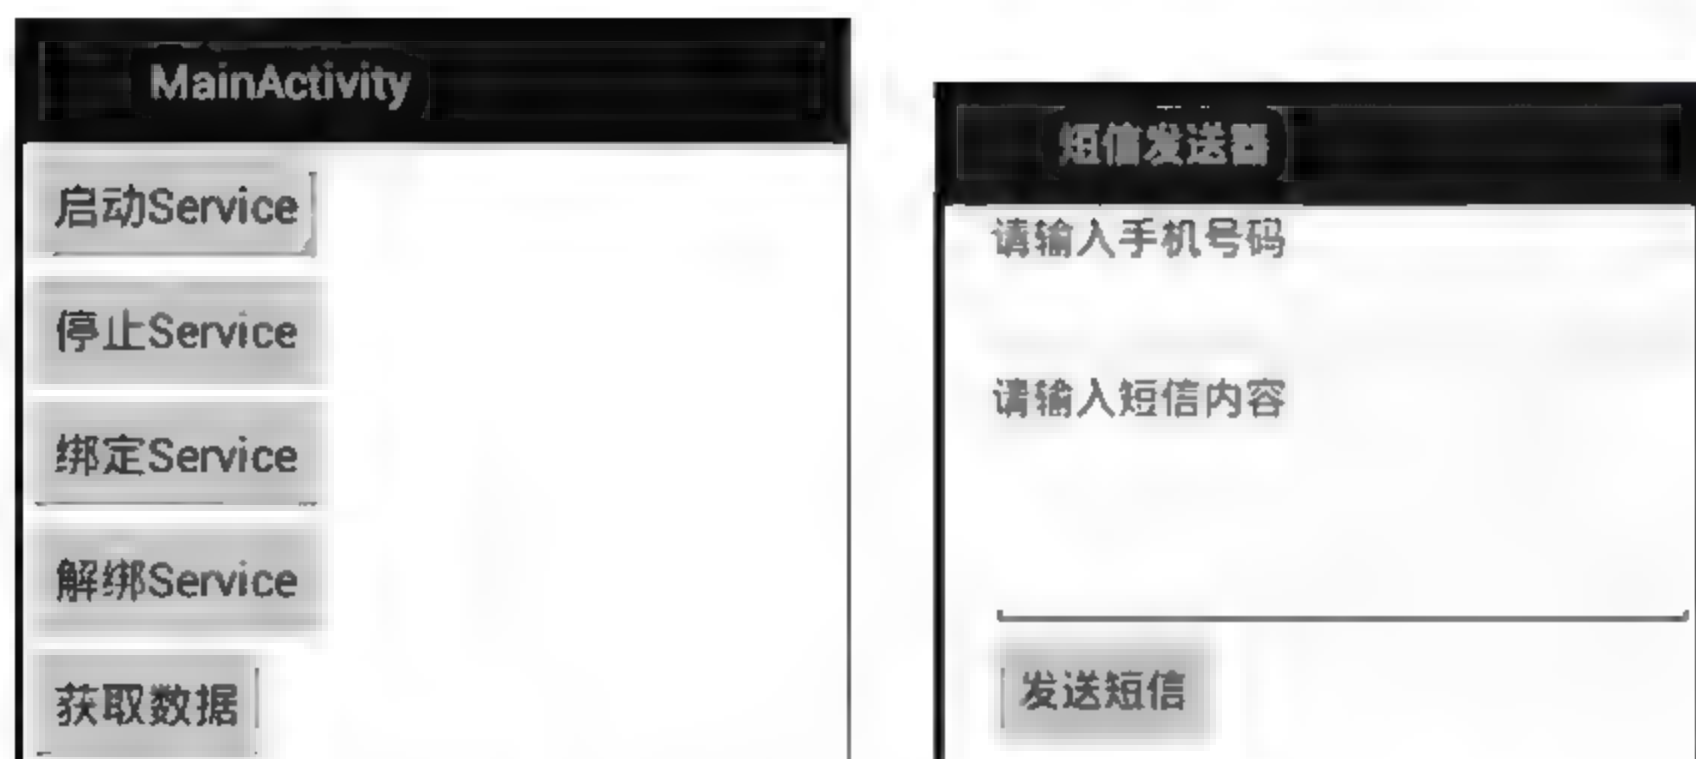 MainActivity
启动Service
停止Service
绑定Service
解绑Service
获取数据
短信发送器
请输入手机号码
请输入短信内容
发送短信